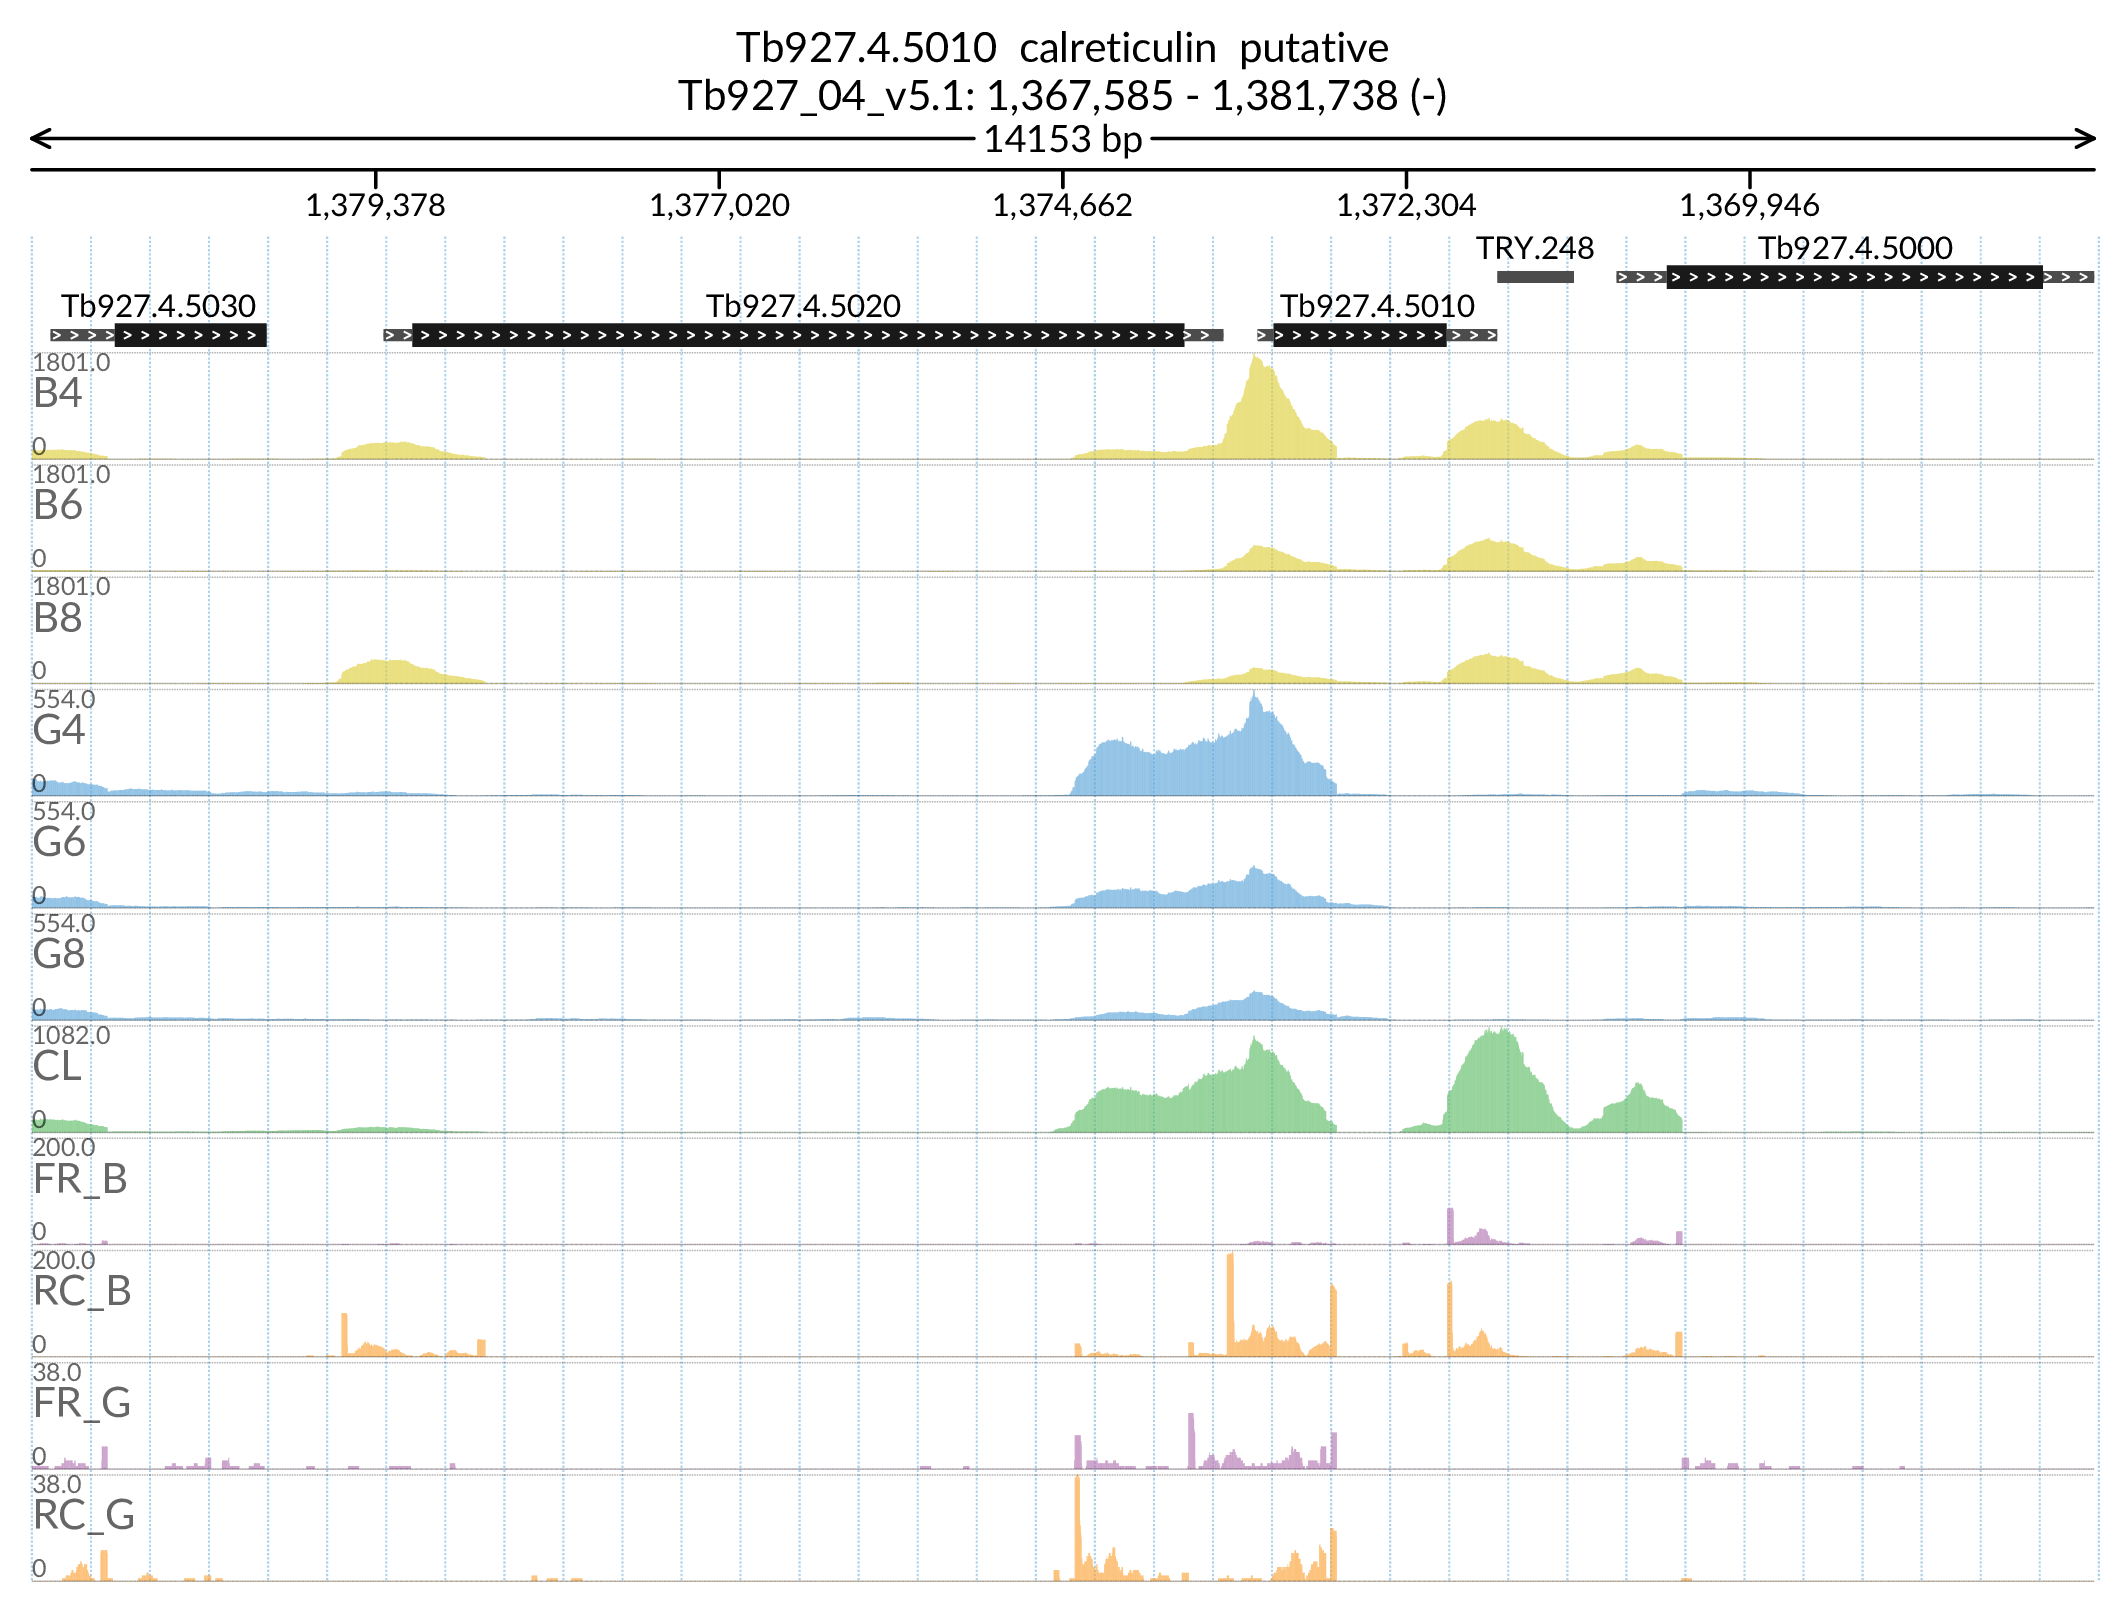 Tb927.4.5010 calreticulin putative
Tb927_04_v5.1: 1,367,585 - 1,381,738 (-)
14153 bp
1,379,378 1,377,020 1,374,662 1,372,304 1,369,946
TRY.248 Tb927.4.5000
Tb927.4.5030 Tb927.4.5020 Tb927.4.5010
1801.0
B4
0
1801.0
B6
0
1801.0
B8
0
554.0
G4
0
554.0
G6
0
554.0
G8
0
1082.0
CL
0
200.0
FR_B
0
200.0
RC_B
0
38.0
FR_G
0
38.0
RC_G
0